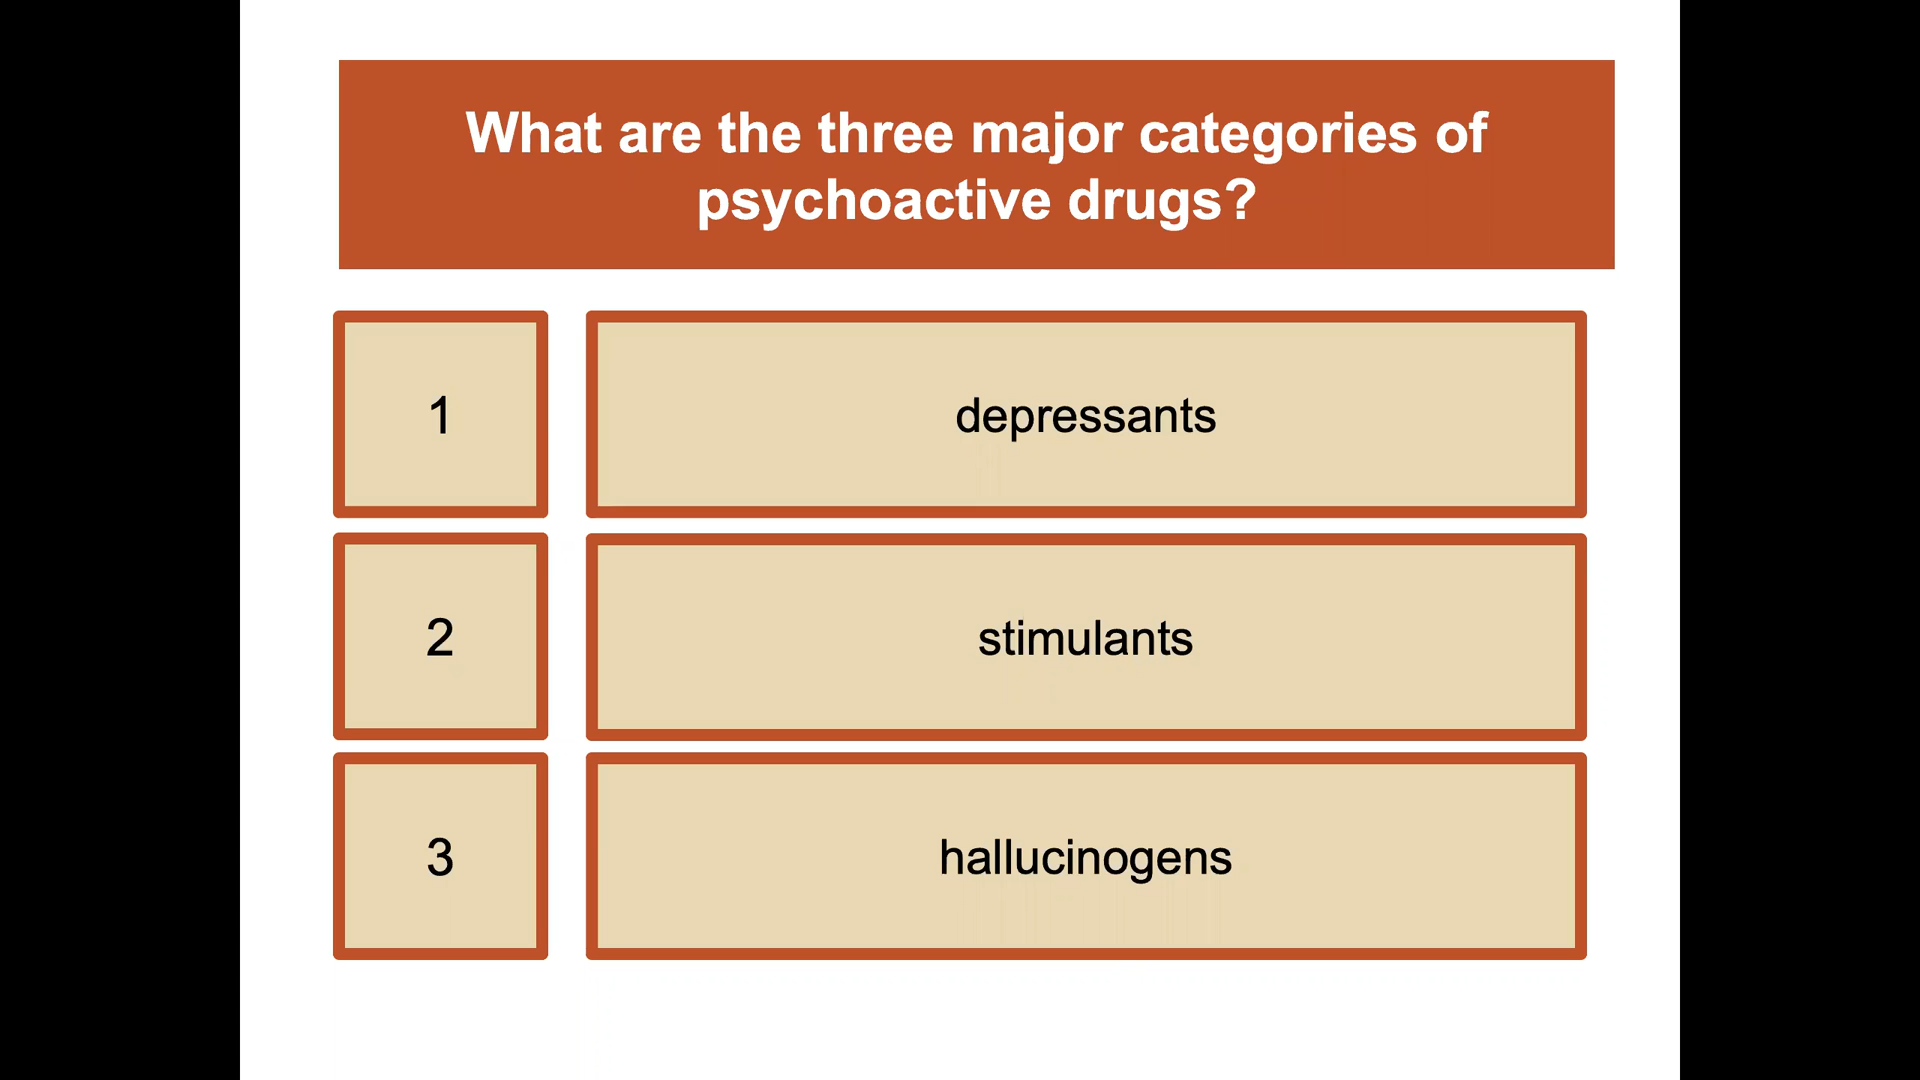 What are the three major categories of
psychoactive drugs?
1
depressants
2
stimulants
3
hallucinogens